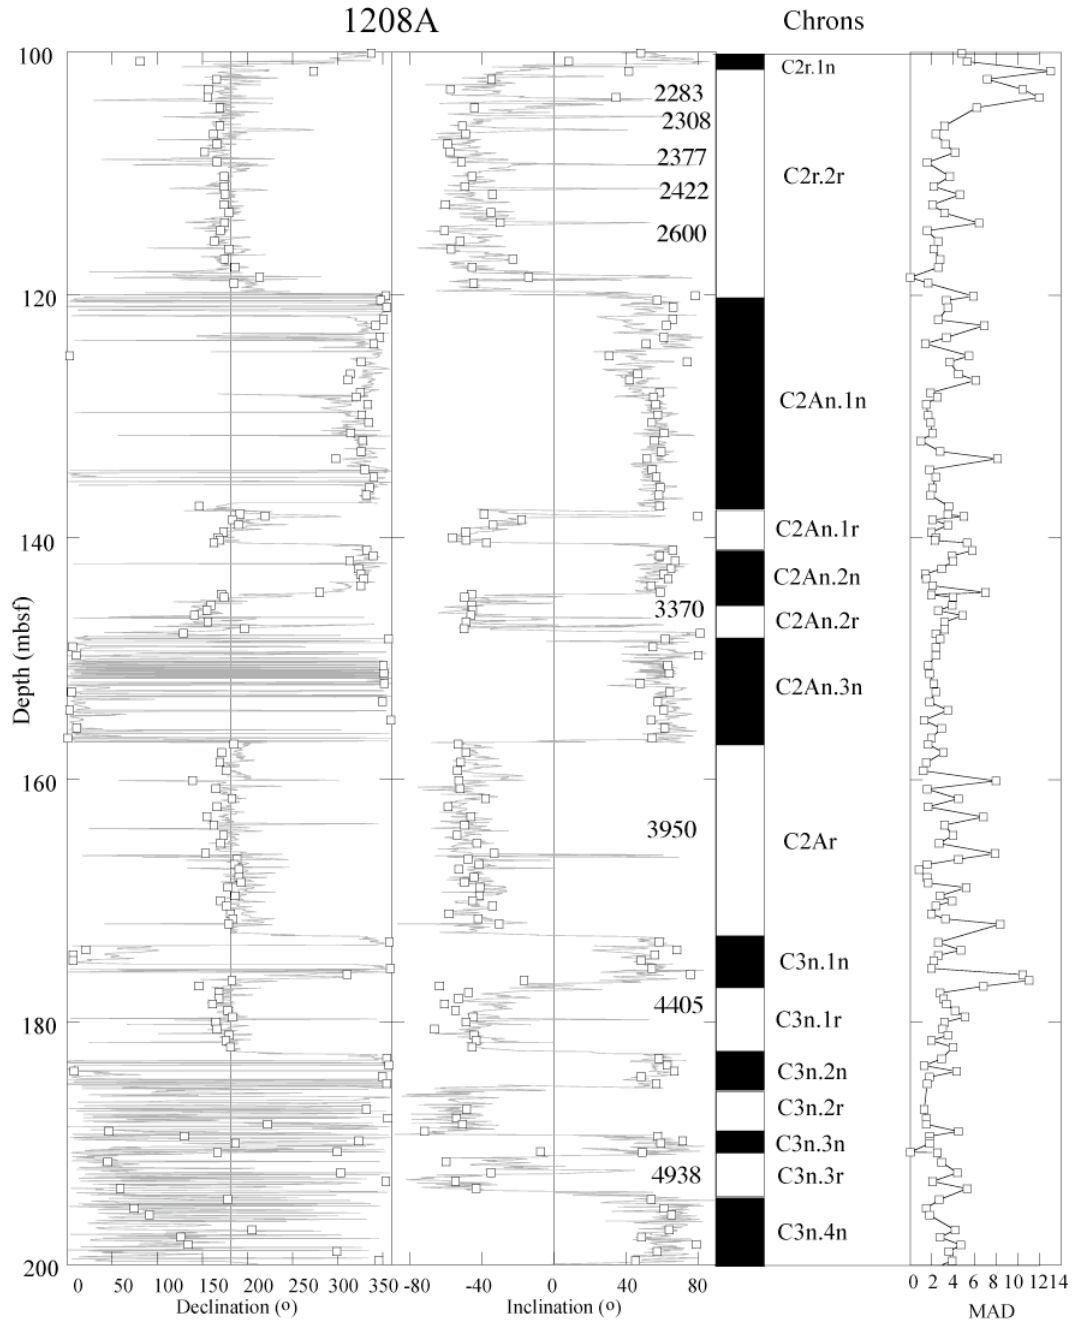 1208A
Chrons
100
120
140
160
180
200
Depth (mbsf)
2283
2308
2377
2422
2600
3370
3950
4405
4938
C2r.1n
C2r.2r
C2An.1n
C2An.1r
C2An.2n
C2An.2r
C2An.3n
C2Ar
C3n.1n
C3n.1r
C3n.2n
C3n.2r
C3n.3n
C3n.3r
C3n.4n
0 50 100 150 200 250 300 350
Declination (o)
-80 -40 0 40 80
Inclination (o)
0 2 4 6 8 10 12 14
MAD